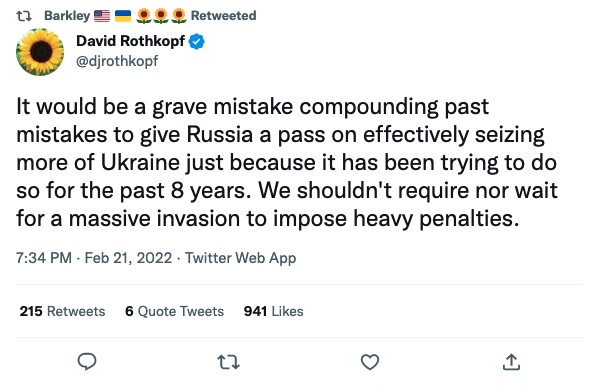 Barkley 🇺🇸 🇺🇦 🌻🌻🌻 Retweeted
David Rothkopf
@djrothkopf
It would be a grave mistake compounding past
mistakes to give Russia a pass on effectively seizing
more of Ukraine just because it has been trying to do
so for the past 8 years. We shouldn't require nor wait
for a massive invasion to impose heavy penalties.
7:34 PM · Feb 21, 2022 · Twitter Web App
215 Retweets 6 Quote Tweets 941 Likes